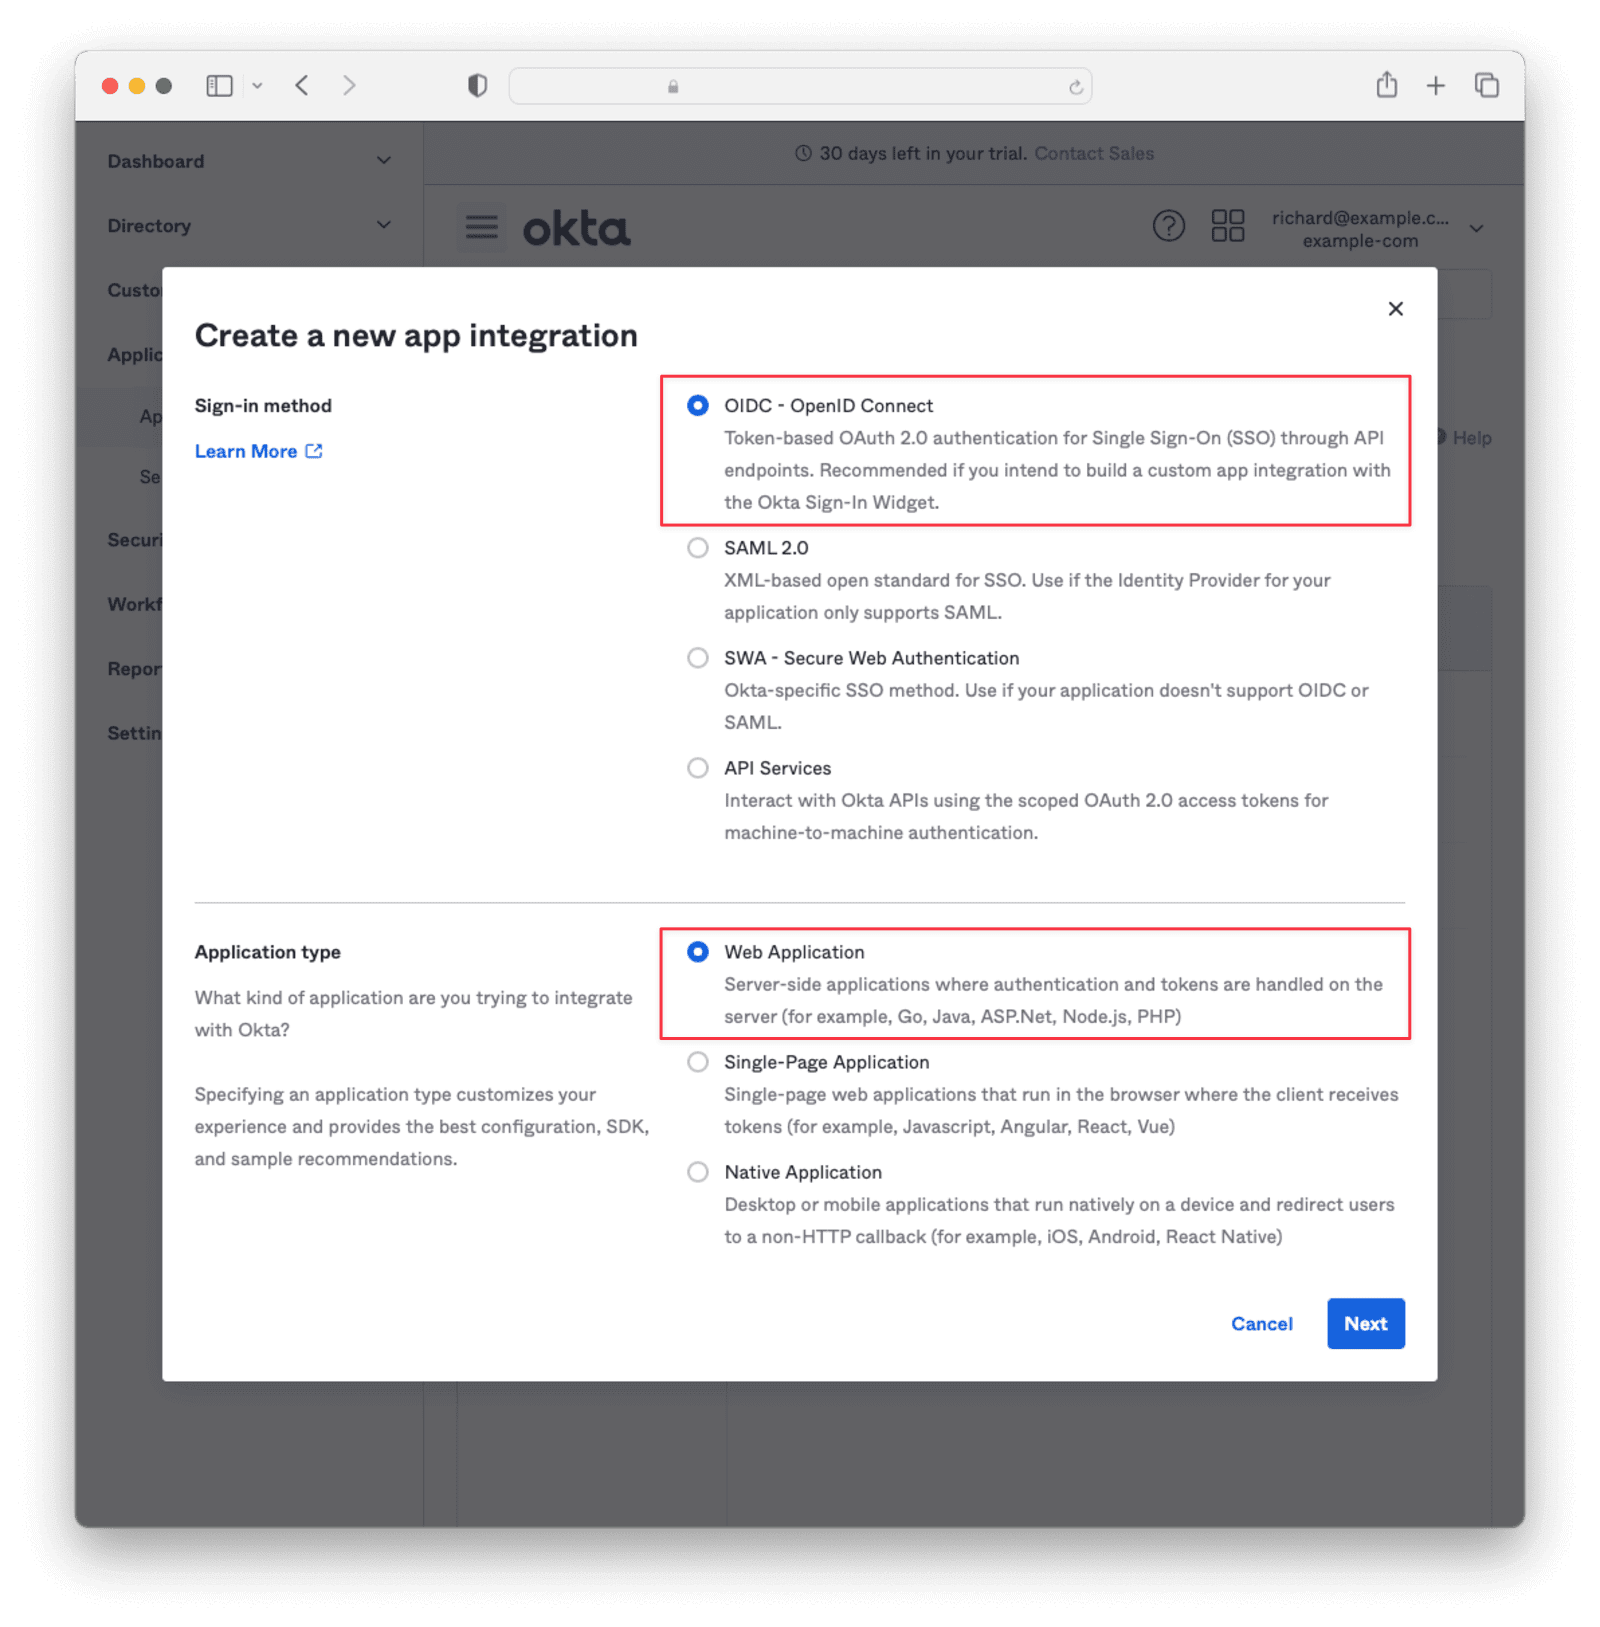 30 days left in your trial. Contact Sales
Dashboard
Directory
okta
richard@example.c...
example-com
Custo
Applic
Ap
Se
Securi
Workf
Repor
Settin
Help
Create a new app integration
Sign-in method
Learn More
OIDC - OpenID Connect
Token-based OAuth 2.0 authentication for Single Sign-On (SSO) through API
endpoints. Recommended if you intend to build a custom app integration with
the Okta Sign-In Widget.
SAML 2.0
XML-based open standard for SSO. Use if the Identity Provider for your
application only supports SAML.
SWA - Secure Web Authentication
Okta-specific SSO method. Use if your application doesn't support OIDC or
SAML.
API Services
Interact with Okta APIs using the scoped OAuth 2.0 access tokens for
machine-to-machine authentication.
Application type
What kind of application are you trying to integrate
with Okta?
Specifying an application type customizes your
experience and provides the best configuration, SDK,
and sample recommendations.
Web Application
Server-side applications where authentication and tokens are handled on the
server (for example, Go, Java, ASP.Net, Node.js, PHP)
Single-Page Application
Single-page web applications that run in the browser where the client receives
tokens (for example, Javascript, Angular, React, Vue)
Native Application
Desktop or mobile applications that run natively on a device and redirect users
to a non-HTTP callback (for example, iOS, Android, React Native)
Cancel
Next